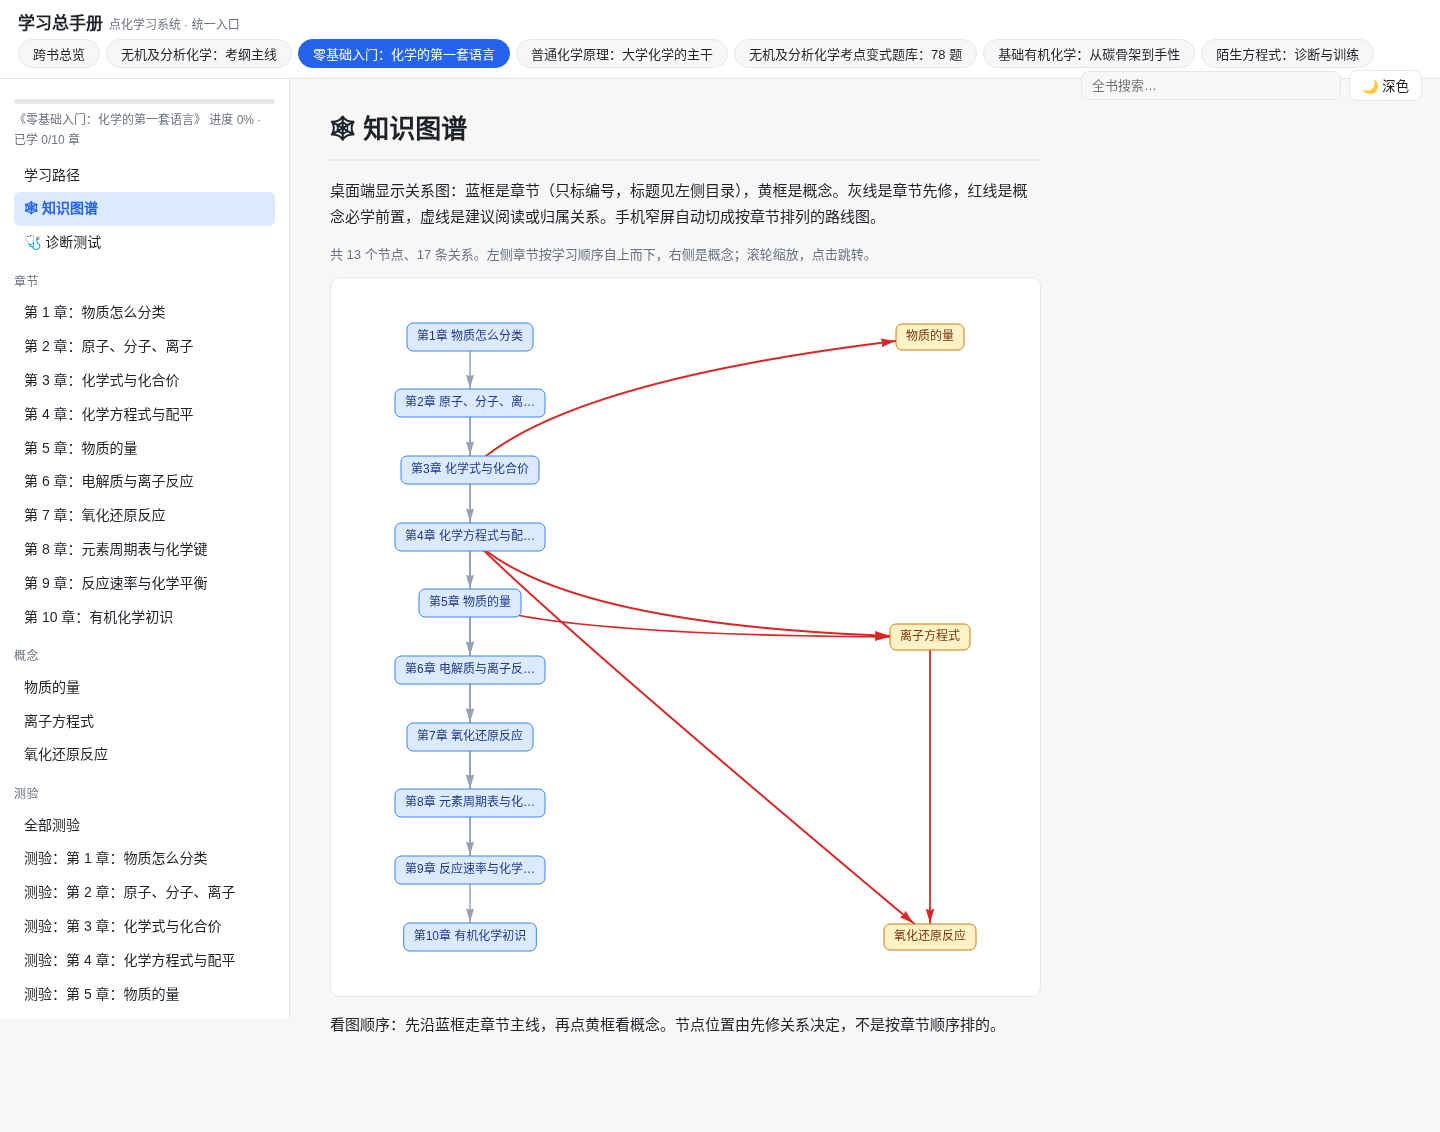 学习总手册 点化学习系统 · 统一入口
跨书总览 无机及分析化学：考纲主线 零基础入门：化学的第一套语言 普通化学原理：大学化学的主干 无机及分析化学考点变式题库：78 题 基础有机化学：从碳骨架到手性 陌生方程式：诊断与训练
全书搜索… 🌙 深色
《零基础入门：化学的第一套语言》 进度 0% ·
已学 0/10 章
学习路径
🕸 知识图谱
🩺 诊断测试
章节
第 1 章：物质怎么分类
第 2 章：原子、分子、离子
第 3 章：化学式与化合价
第 4 章：化学方程式与配平
第 5 章：物质的量
第 6 章：电解质与离子反应
第 7 章：氧化还原反应
第 8 章：元素周期表与化学键
第 9 章：反应速率与化学平衡
第 10 章：有机化学初识
概念
物质的量
离子方程式
氧化还原反应
测验
全部测验
测验：第 1 章：物质怎么分类
测验：第 2 章：原子、分子、离子
测验：第 3 章：化学式与化合价
测验：第 4 章：化学方程式与配平
测验：第 5 章：物质的量
🕸 知识图谱
桌面端显示关系图：蓝框是章节（只标编号，标题见左侧目录），黄框是概念。灰线是章节先修，红线是概
念必学前置，虚线是建议阅读或归属关系。手机窄屏自动切成按章节排列的路线图。
共 13 个节点、17 条关系。左侧章节按学习顺序自上而下，右侧是概念；滚轮缩放，点击跳转。
第1章 物质怎么分类
物质的量
第2章 原子、分子、离…
第3章 化学式与化合价
第4章 化学方程式与配…
第5章 物质的量
离子方程式
第6章 电解质与离子反…
第7章 氧化还原反应
第8章 元素周期表与化…
第9章 反应速率与化学…
第10章 有机化学初识
氧化还原反应
看图顺序：先沿蓝框走章节主线，再点黄框看概念。节点位置由先修关系决定，不是按章节顺序排的。